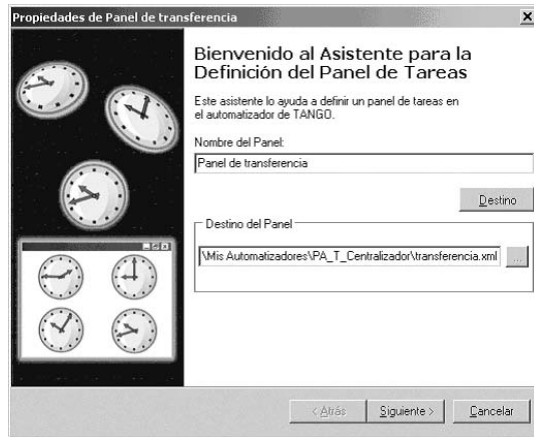 Propiedades de Panel de transferencia
Bienvenido al Asistente para la
Definición del Panel de Tareas
Este asistente lo ayuda a definir un panel de tareas en
el automatizador de TANGO.
Nombre del Panel:
Panel de transferencia
Destino
Destino del Panel
\Mis Automatizadores\PA_T_Centralizador\transferencia.xml
...
< Atrás
Siguiente >
Cancelar